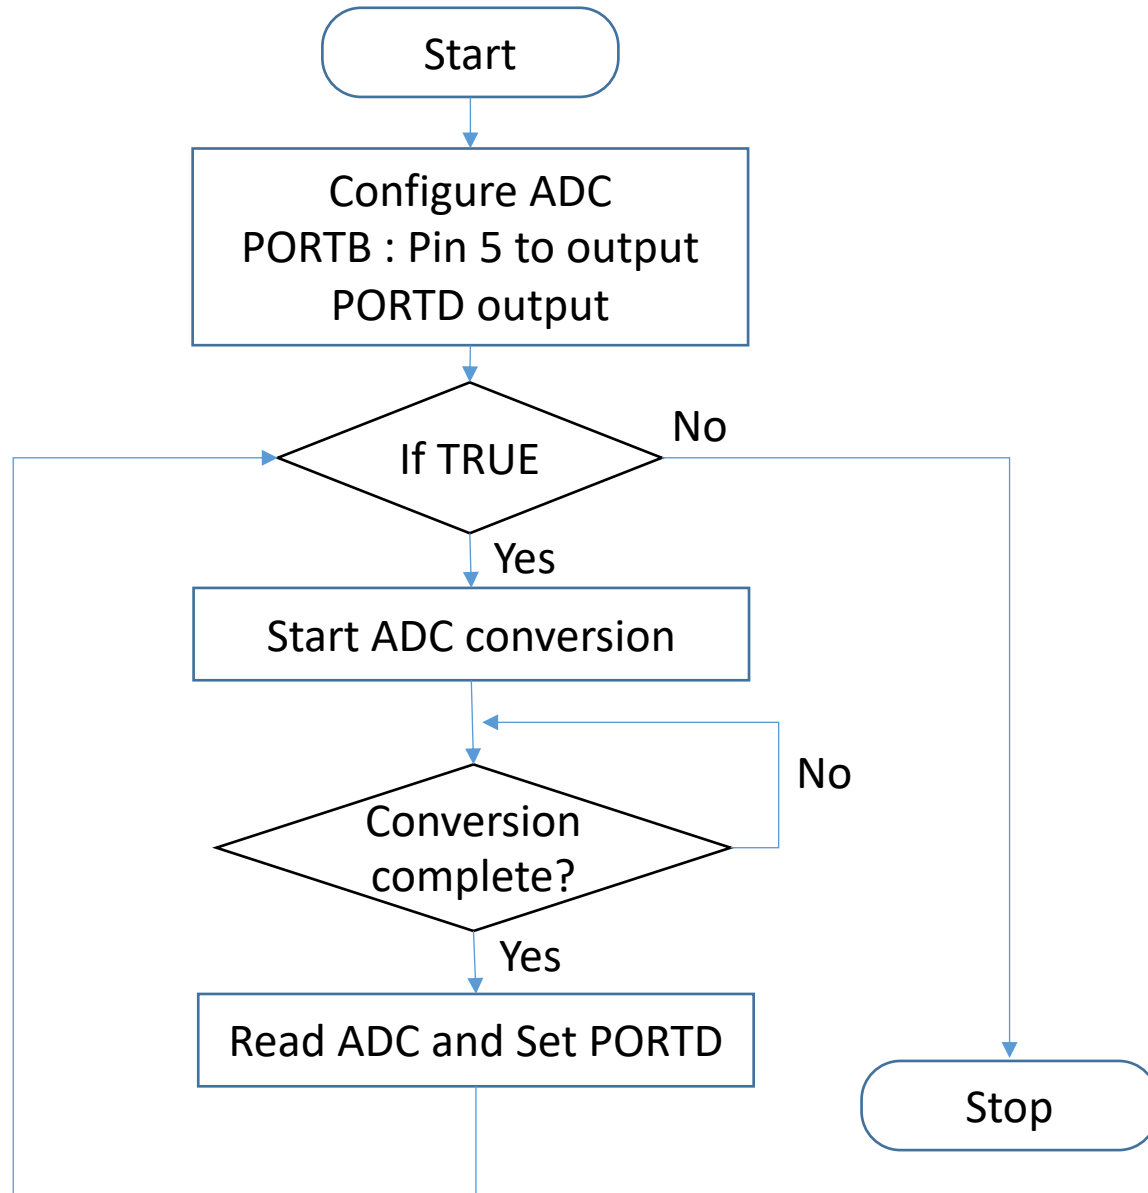 Start
Configure ADC
PORTB : Pin 5 to output
PORTD output
If TRUE
No
Yes
Start ADC conversion
No
Conversion
complete?
Yes
Read ADC and Set PORTD
Stop